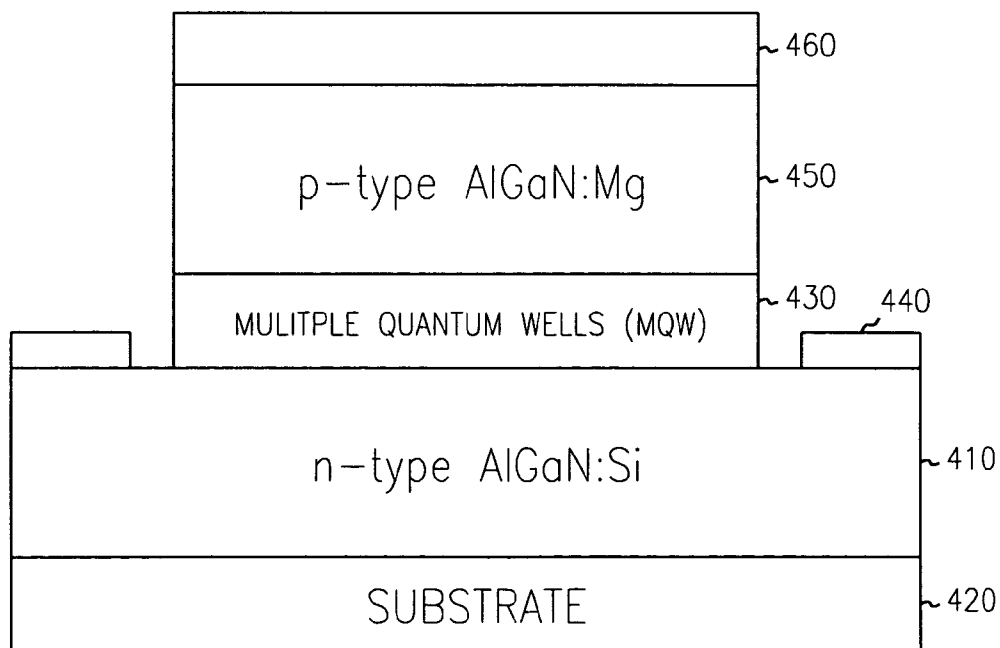 460
p-type AlGaN:Mg
450
430
440
MULITPLE QUANTUM WELLS (MQW)
n-type AlGaN:Si
410
SUBSTRATE
420